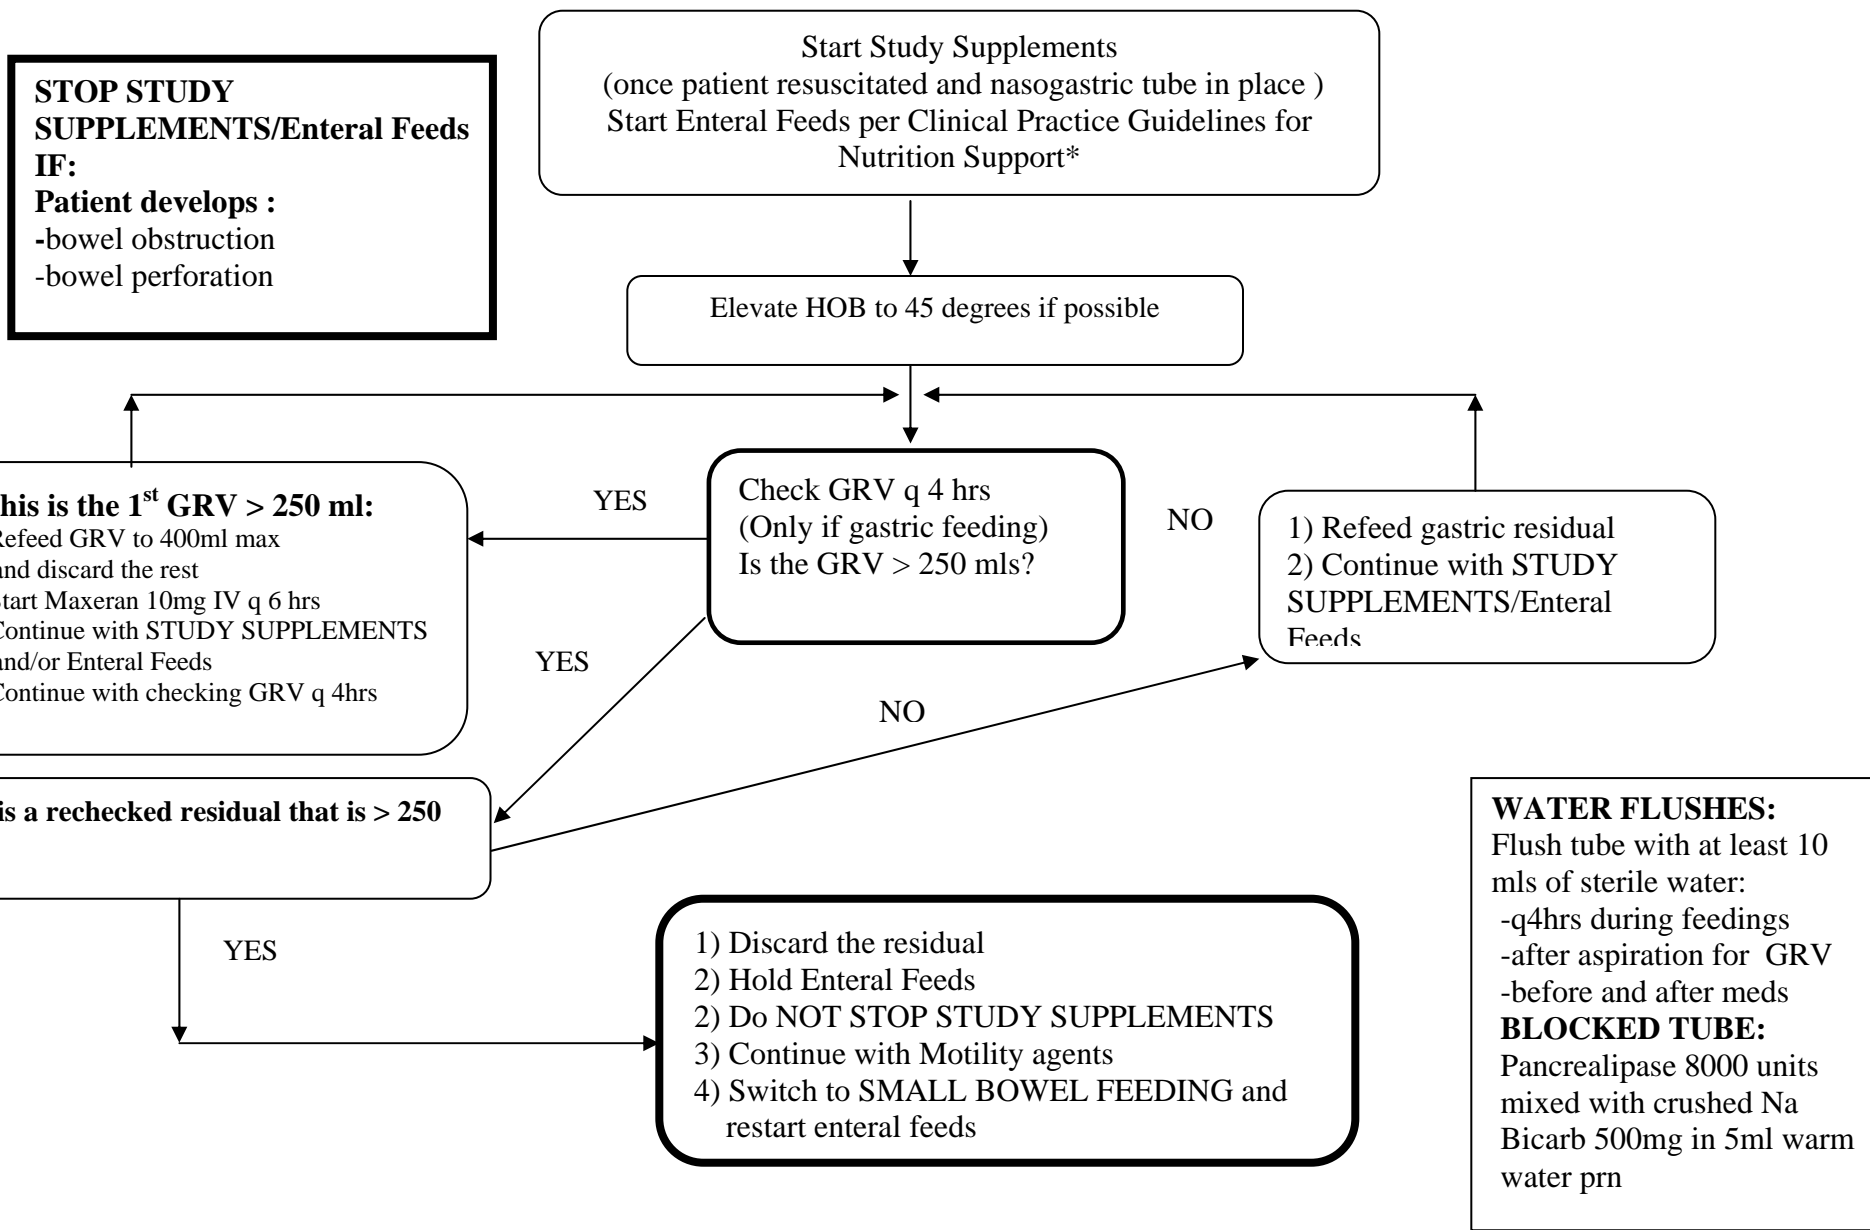 Start Study Supplements
(once patient resuscitated and nasogastric tube in place )
Start Enteral Feeds per Clinical Practice Guidelines for
Nutrition Support*
STOP STUDY
SUPPLEMENTS/Enteral Feeds
IF:
Patient develops :
-bowel obstruction
-bowel perforation
Elevate HOB to 45 degrees if possible
his is the 1st GRV > 250 ml:
Refeed GRV to 400ml max
and discard the rest
Start Maxeran 10mg IV q 6 hrs
Continue with STUDY SUPPLEMENTS
and/or Enteral Feeds
Continue with checking GRV q 4hrs
YES
Check GRV q 4 hrs
(Only if gastric feeding)
Is the GRV > 250 mls?
NO
1) Refeed gastric residual
2) Continue with STUDY
SUPPLEMENTS/Enteral
Feeds
YES
NO
is a rechecked residual that is > 250
YES
1) Discard the residual
2) Hold Enteral Feeds
2) Do NOT STOP STUDY SUPPLEMENTS
3) Continue with Motility agents
4) Switch to SMALL BOWEL FEEDING and
restart enteral feeds
WATER FLUSHES:
Flush tube with at least 10
mls of sterile water:
-q4hrs during feedings
-after aspiration for GRV
-before and after meds
BLOCKED TUBE:
Pancrealipase 8000 units
mixed with crushed Na
Bicarb 500mg in 5ml warm
water prn